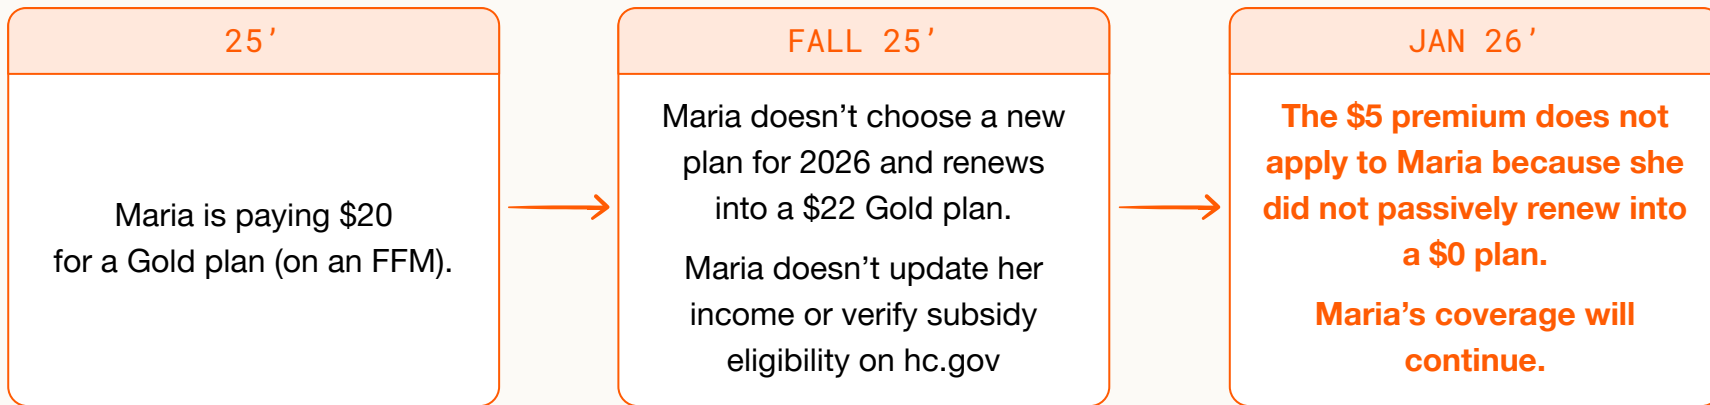 25’
Maria is paying $20
for a Gold plan (on an FFM).
FALL 25’
Maria doesn’t choose a new
plan for 2026 and renews
into a $22 Gold plan.
Maria doesn’t update her
income or verify subsidy
eligibility on hc.gov
JAN 26’
The $5 premium does not
apply to Maria because she
did not passively renew into
a $0 plan.
Maria’s coverage will
continue.